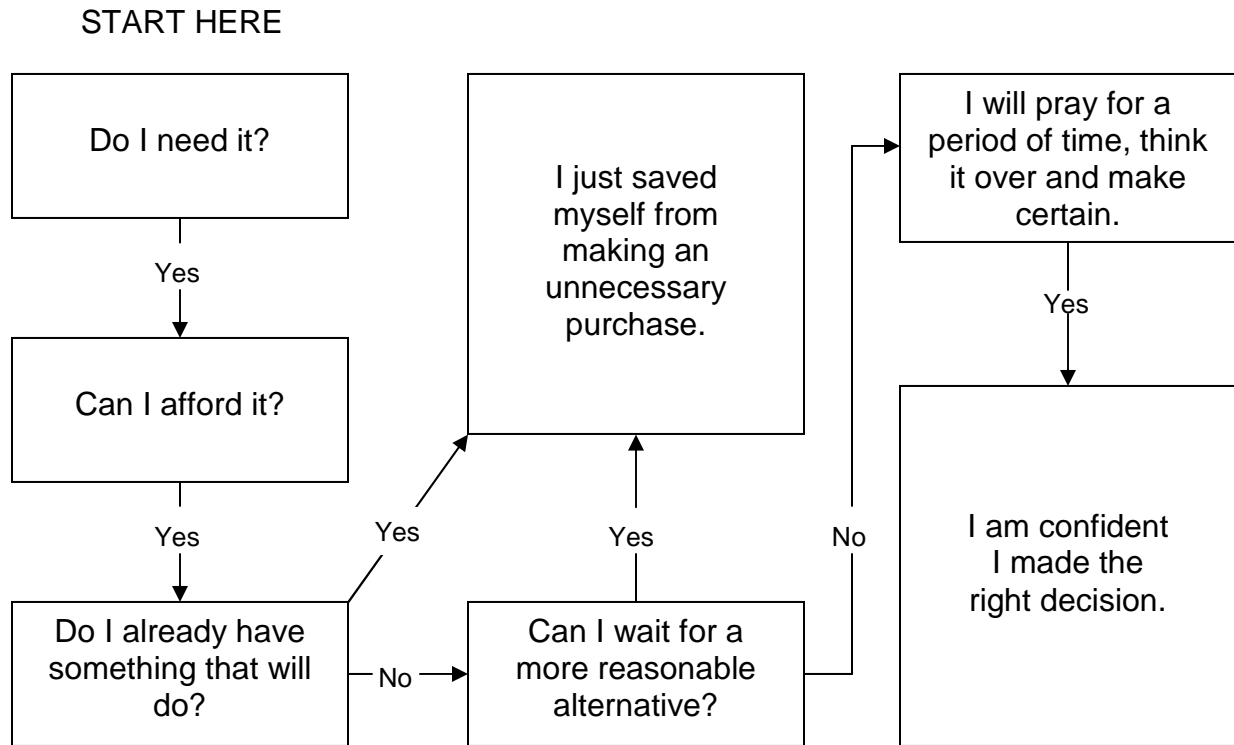 START HERE
Do I need it?
Yes
Can I afford it?
Yes
Do I already have
something that will
do?
Yes
No
I just saved
myself from
making an
unnecessary
purchase.
Yes
Can I wait for a
more reasonable
alternative?
No
I will pray for a
period of time, think
it over and make
certain.
Yes
I am confident
I made the
right decision.